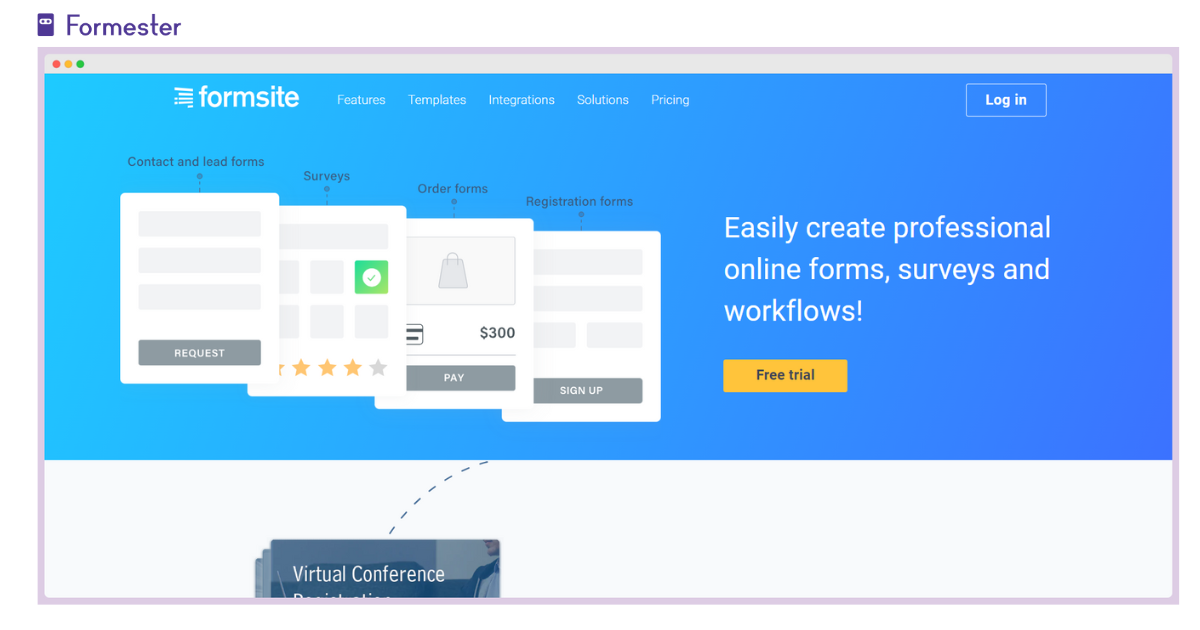 Formester
formsite
Features
Templates
Integrations
Solutions
Pricing
Log in
Contact and lead forms
Surveys
Order forms
Registration forms
REQUEST
$300
PAY
SIGN UP
Easily create professional
online forms, surveys and
workflows!
Free trial
Virtual Conference
Registration